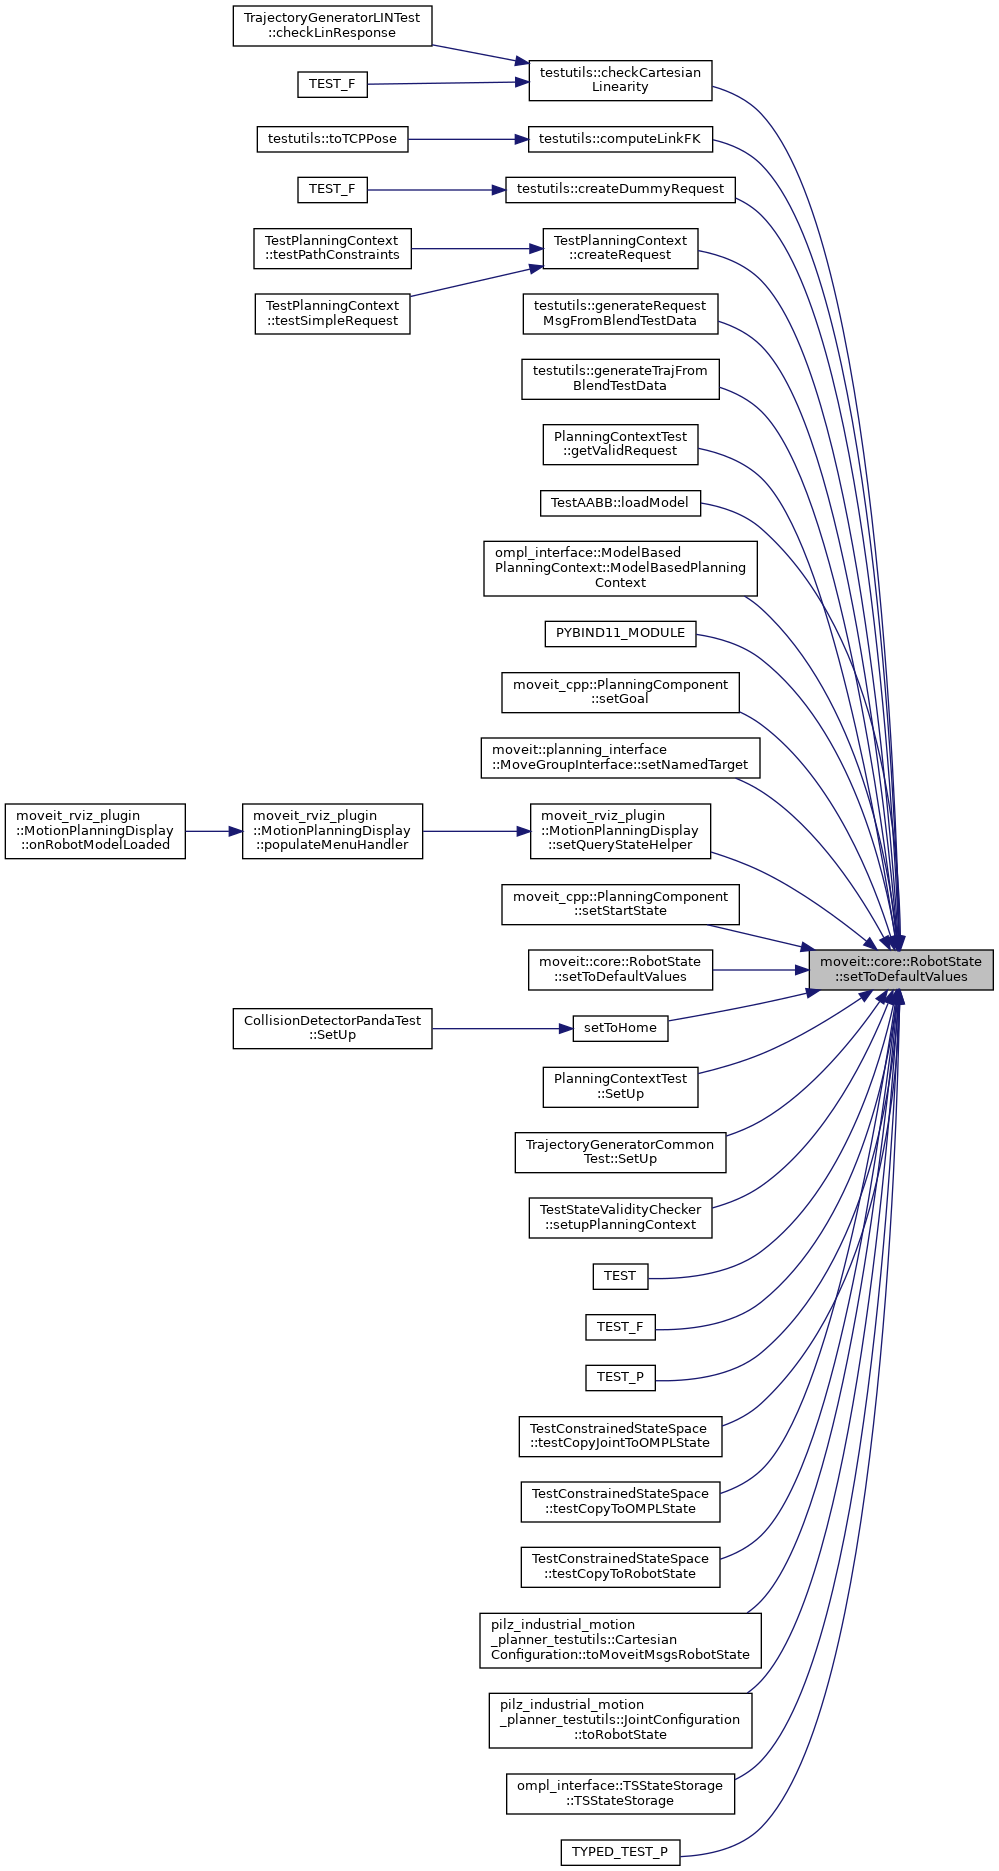 TrajectoryGeneratorLINTest
::checkLinResponse
testutils::checkCartesian
Linearity
TEST_F
testutils::toTCPPose
testutils::computeLinkFK
TEST_F
testutils::createDummyRequest
TestPlanningContext
::testPathConstraints
TestPlanningContext
::createRequest
TestPlanningContext
::testSimpleRequest
testutils::generateRequest
MsgFromBlendTestData
testutils::generateTrajFrom
BlendTestData
PlanningContextTest
::getValidRequest
TestAABB::loadModel
ompl_interface::ModelBased
PlanningContext::ModelBasedPlanning
Context
PYBIND11_MODULE
moveit_cpp::PlanningComponent
::setGoal
moveit::planning_interface
::MoveGroupInterface::setNamedTarget
moveit_rviz_plugin
::MotionPlanningDisplay
::onRobotModelLoaded
moveit_rviz_plugin
::MotionPlanningDisplay
::populateMenuHandler
moveit_rviz_plugin
::MotionPlanningDisplay
::setQueryStateHelper
moveit_cpp::PlanningComponent
::setStartState
moveit::core::RobotState
::setToDefaultValues
moveit::core::RobotState
::setToDefaultValues
CollisionDetectorPandaTest
::SetUp
setToHome
PlanningContextTest
::SetUp
TrajectoryGeneratorCommon
Test::SetUp
TestStateValidityChecker
::setupPlanningContext
TEST
TEST_F
TEST_P
TestConstrainedStateSpace
::testCopyJointToOMPLState
TestConstrainedStateSpace
::testCopyToOMPLState
TestConstrainedStateSpace
::testCopyToRobotState
pilz_industrial_motion
_planner_testutils::Cartesian
Configuration::toMoveitMsgsRobotState
pilz_industrial_motion
_planner_testutils::JointConfiguration
::toRobotState
ompl_interface::TSStateStorage
::TSStateStorage
TYPED_TEST_P